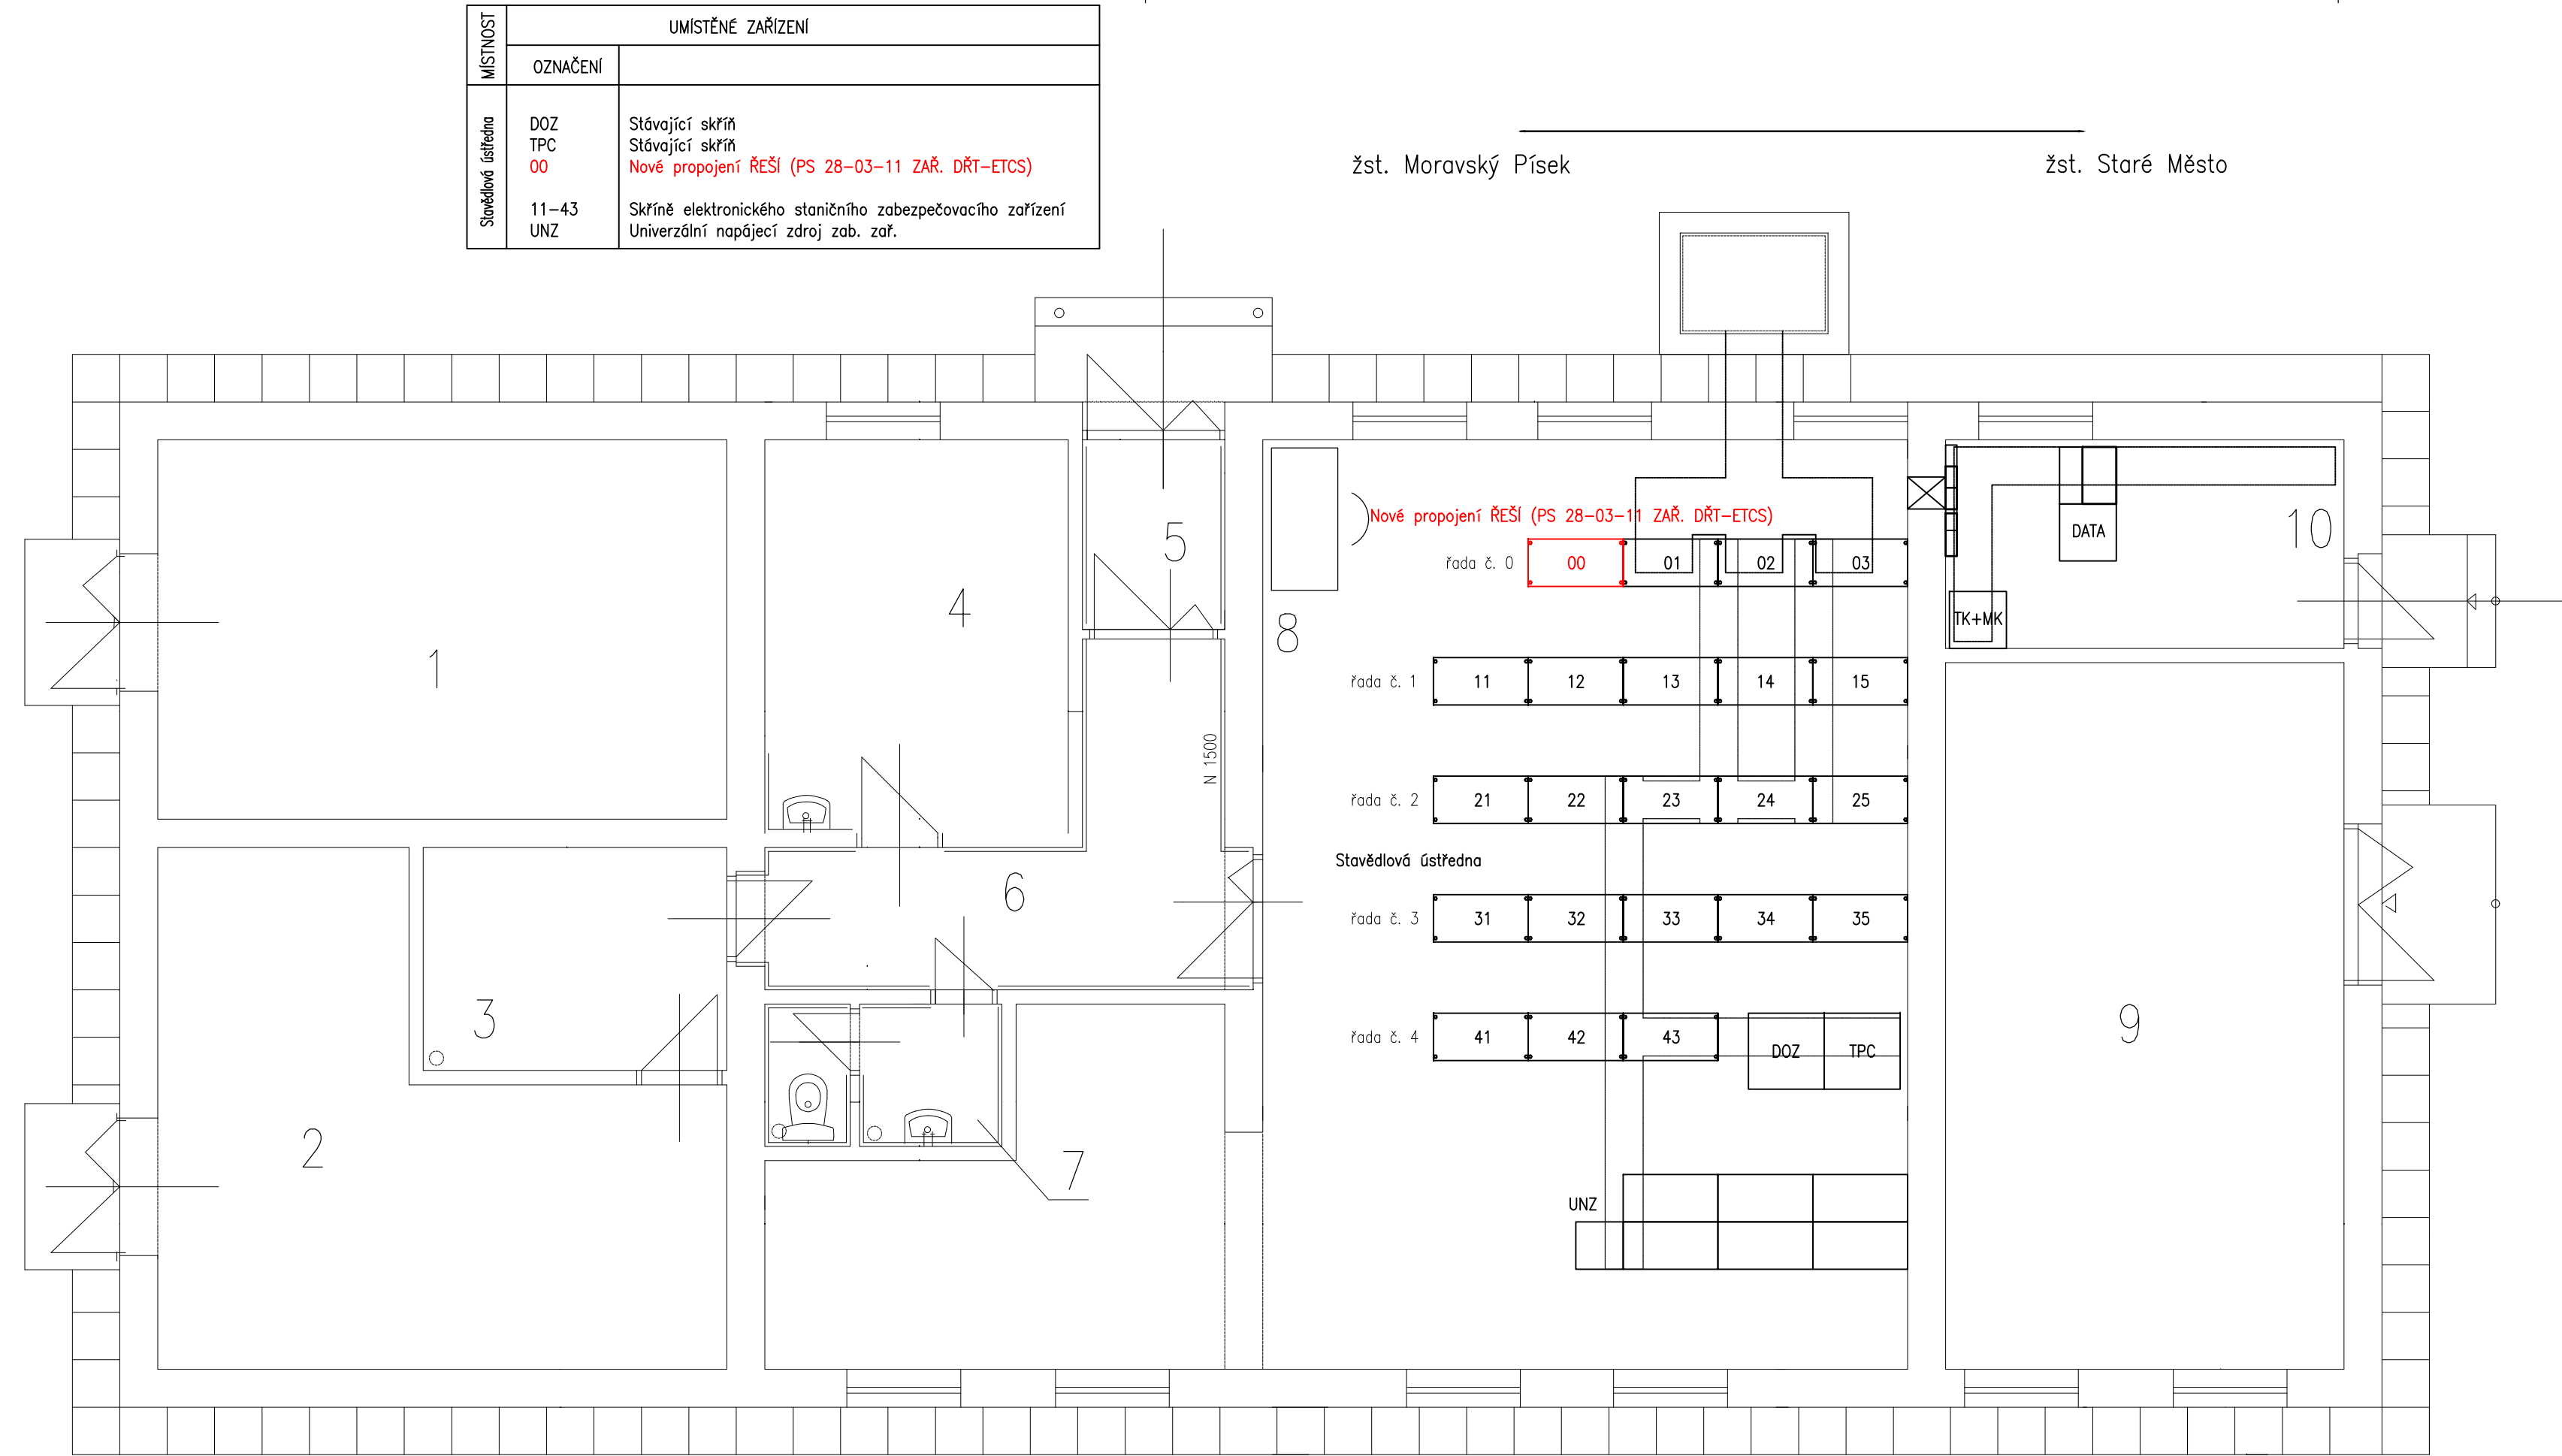 MÍSTNOST
UMÍSTĚNÉ ZAŘÍZENÍ
OZNAČENÍ
Stavědlová ústředna
DOZ Stávající skříň
TPC Stávající skříň
00 Nové propojení ŘEŠÍ (PS 28-03-11 ZAŘ. DŘT-ETCS)
11-43 Skříně elektronického staničního zabezpečovacího zařízení
UNZ Univerzální napájecí zdroj zab. zař.
žst. Moravský Písek
žst. Staré Město
1
2
3
4
5
6
N 1500
7
8
Nové propojení ŘEŠÍ (PS 28-03-11 ZAŘ. DŘT-ETCS)
řada č. 0 00 01 02 03
řada č. 1 11 12 13 14 15
řada č. 2 21 22 23 24 25
Stavědlová ústředna
řada č. 3 31 32 33 34 35
řada č. 4 41 42 43 DOZ TPC
UNZ
DATA
10
TK+MK
9